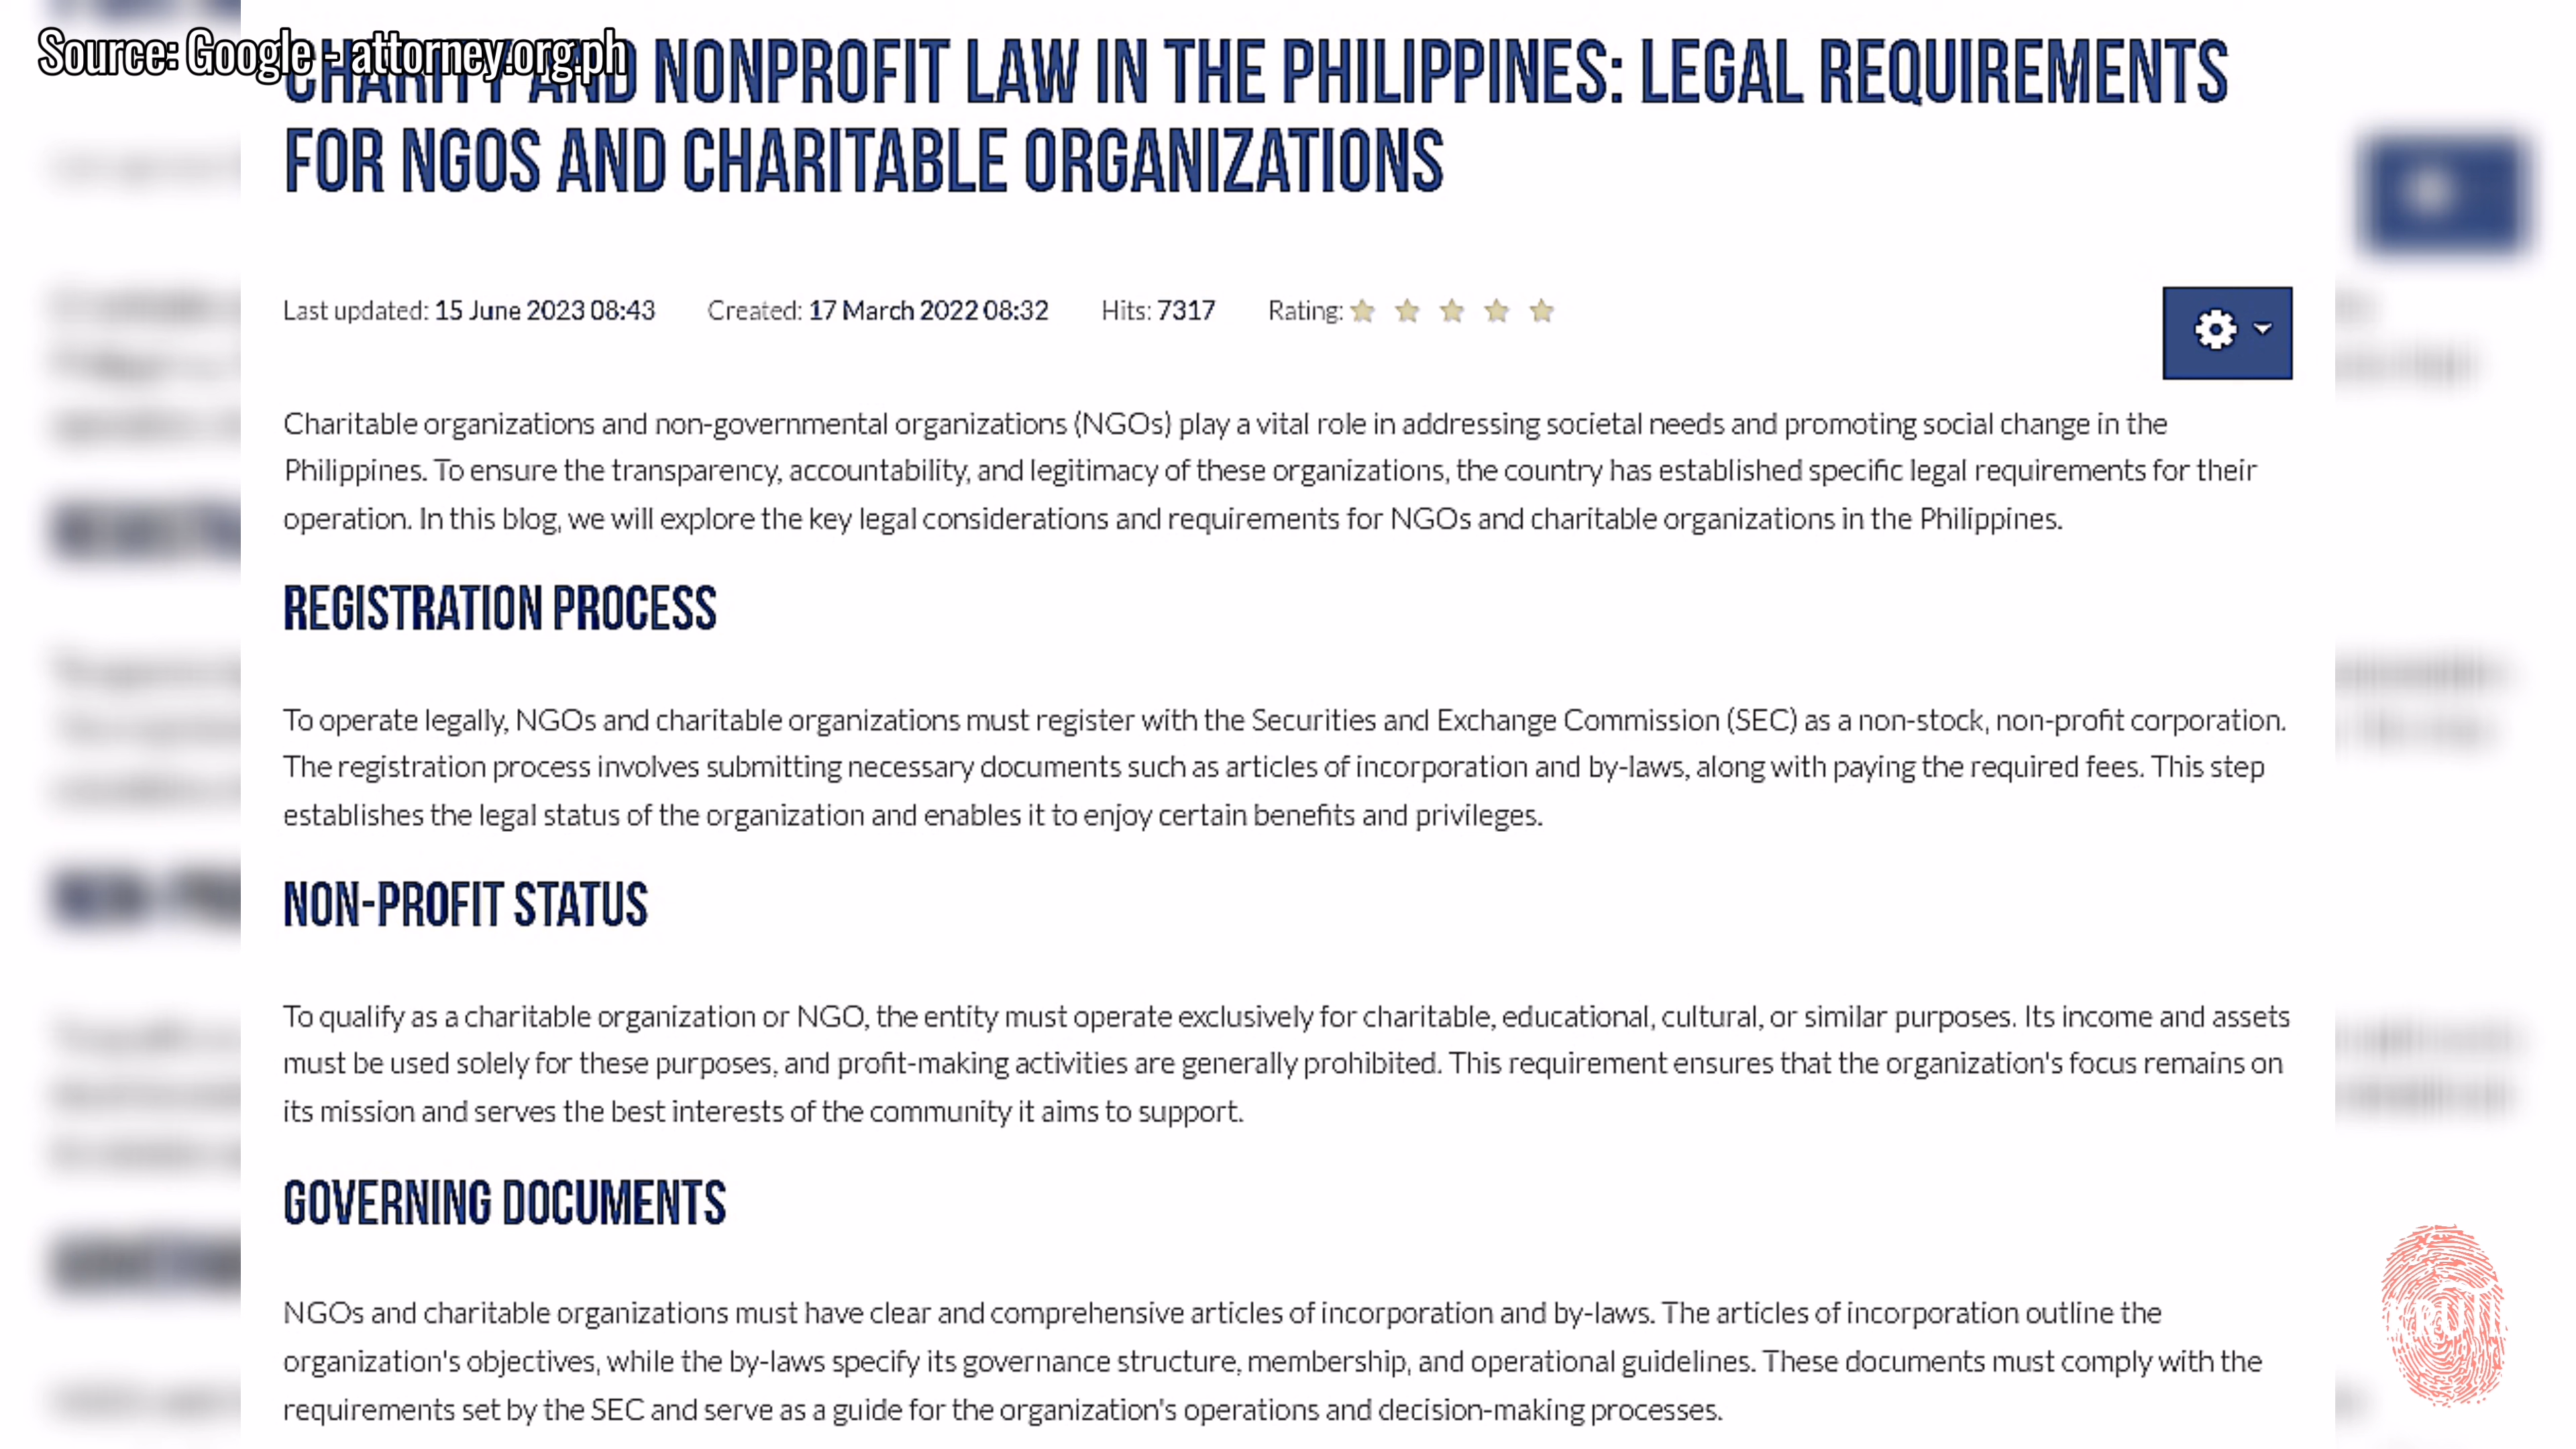 Source: Google - attorney.org.ph
CHARITY AND NONPROFIT LAW IN THE PHILIPPINES: LEGAL REQUIREMENTS
FOR NGOS AND CHARITABLE ORGANIZATIONS
Last updated: 15 June 2023 08:43 Created: 17 March 2022 08:32 Hits: 7317 Rating:
Charitable organizations and non-governmental organizations (NGOs) play a vital role in addressing societal needs and promoting social change in the
Philippines. To ensure the transparency, accountability, and legitimacy of these organizations, the country has established specific legal requirements for their
operation. In this blog, we will explore the key legal considerations and requirements for NGOs and charitable organizations in the Philippines.
REGISTRATION PROCESS
To operate legally, NGOs and charitable organizations must register with the Securities and Exchange Commission (SEC) as a non-stock, non-profit corporation.
The registration process involves submitting necessary documents such as articles of incorporation and by-laws, along with paying the required fees. This step
establishes the legal status of the organization and enables it to enjoy certain benefits and privileges.
NON-PROFIT STATUS
To qualify as a charitable organization or NGO, the entity must operate exclusively for charitable, educational, cultural, or similar purposes. Its income and assets
must be used solely for these purposes, and profit-making activities are generally prohibited. This requirement ensures that the organization's focus remains on
its mission and serves the best interests of the community it aims to support.
GOVERNING DOCUMENTS
NGOs and charitable organizations must have clear and comprehensive articles of incorporation and by-laws. The articles of incorporation outline the
organization's objectives, while the by-laws specify its governance structure, membership, and operational guidelines. These documents must comply with the
requirements set by the SEC and serve as a guide for the organization's operations and decision-making processes.